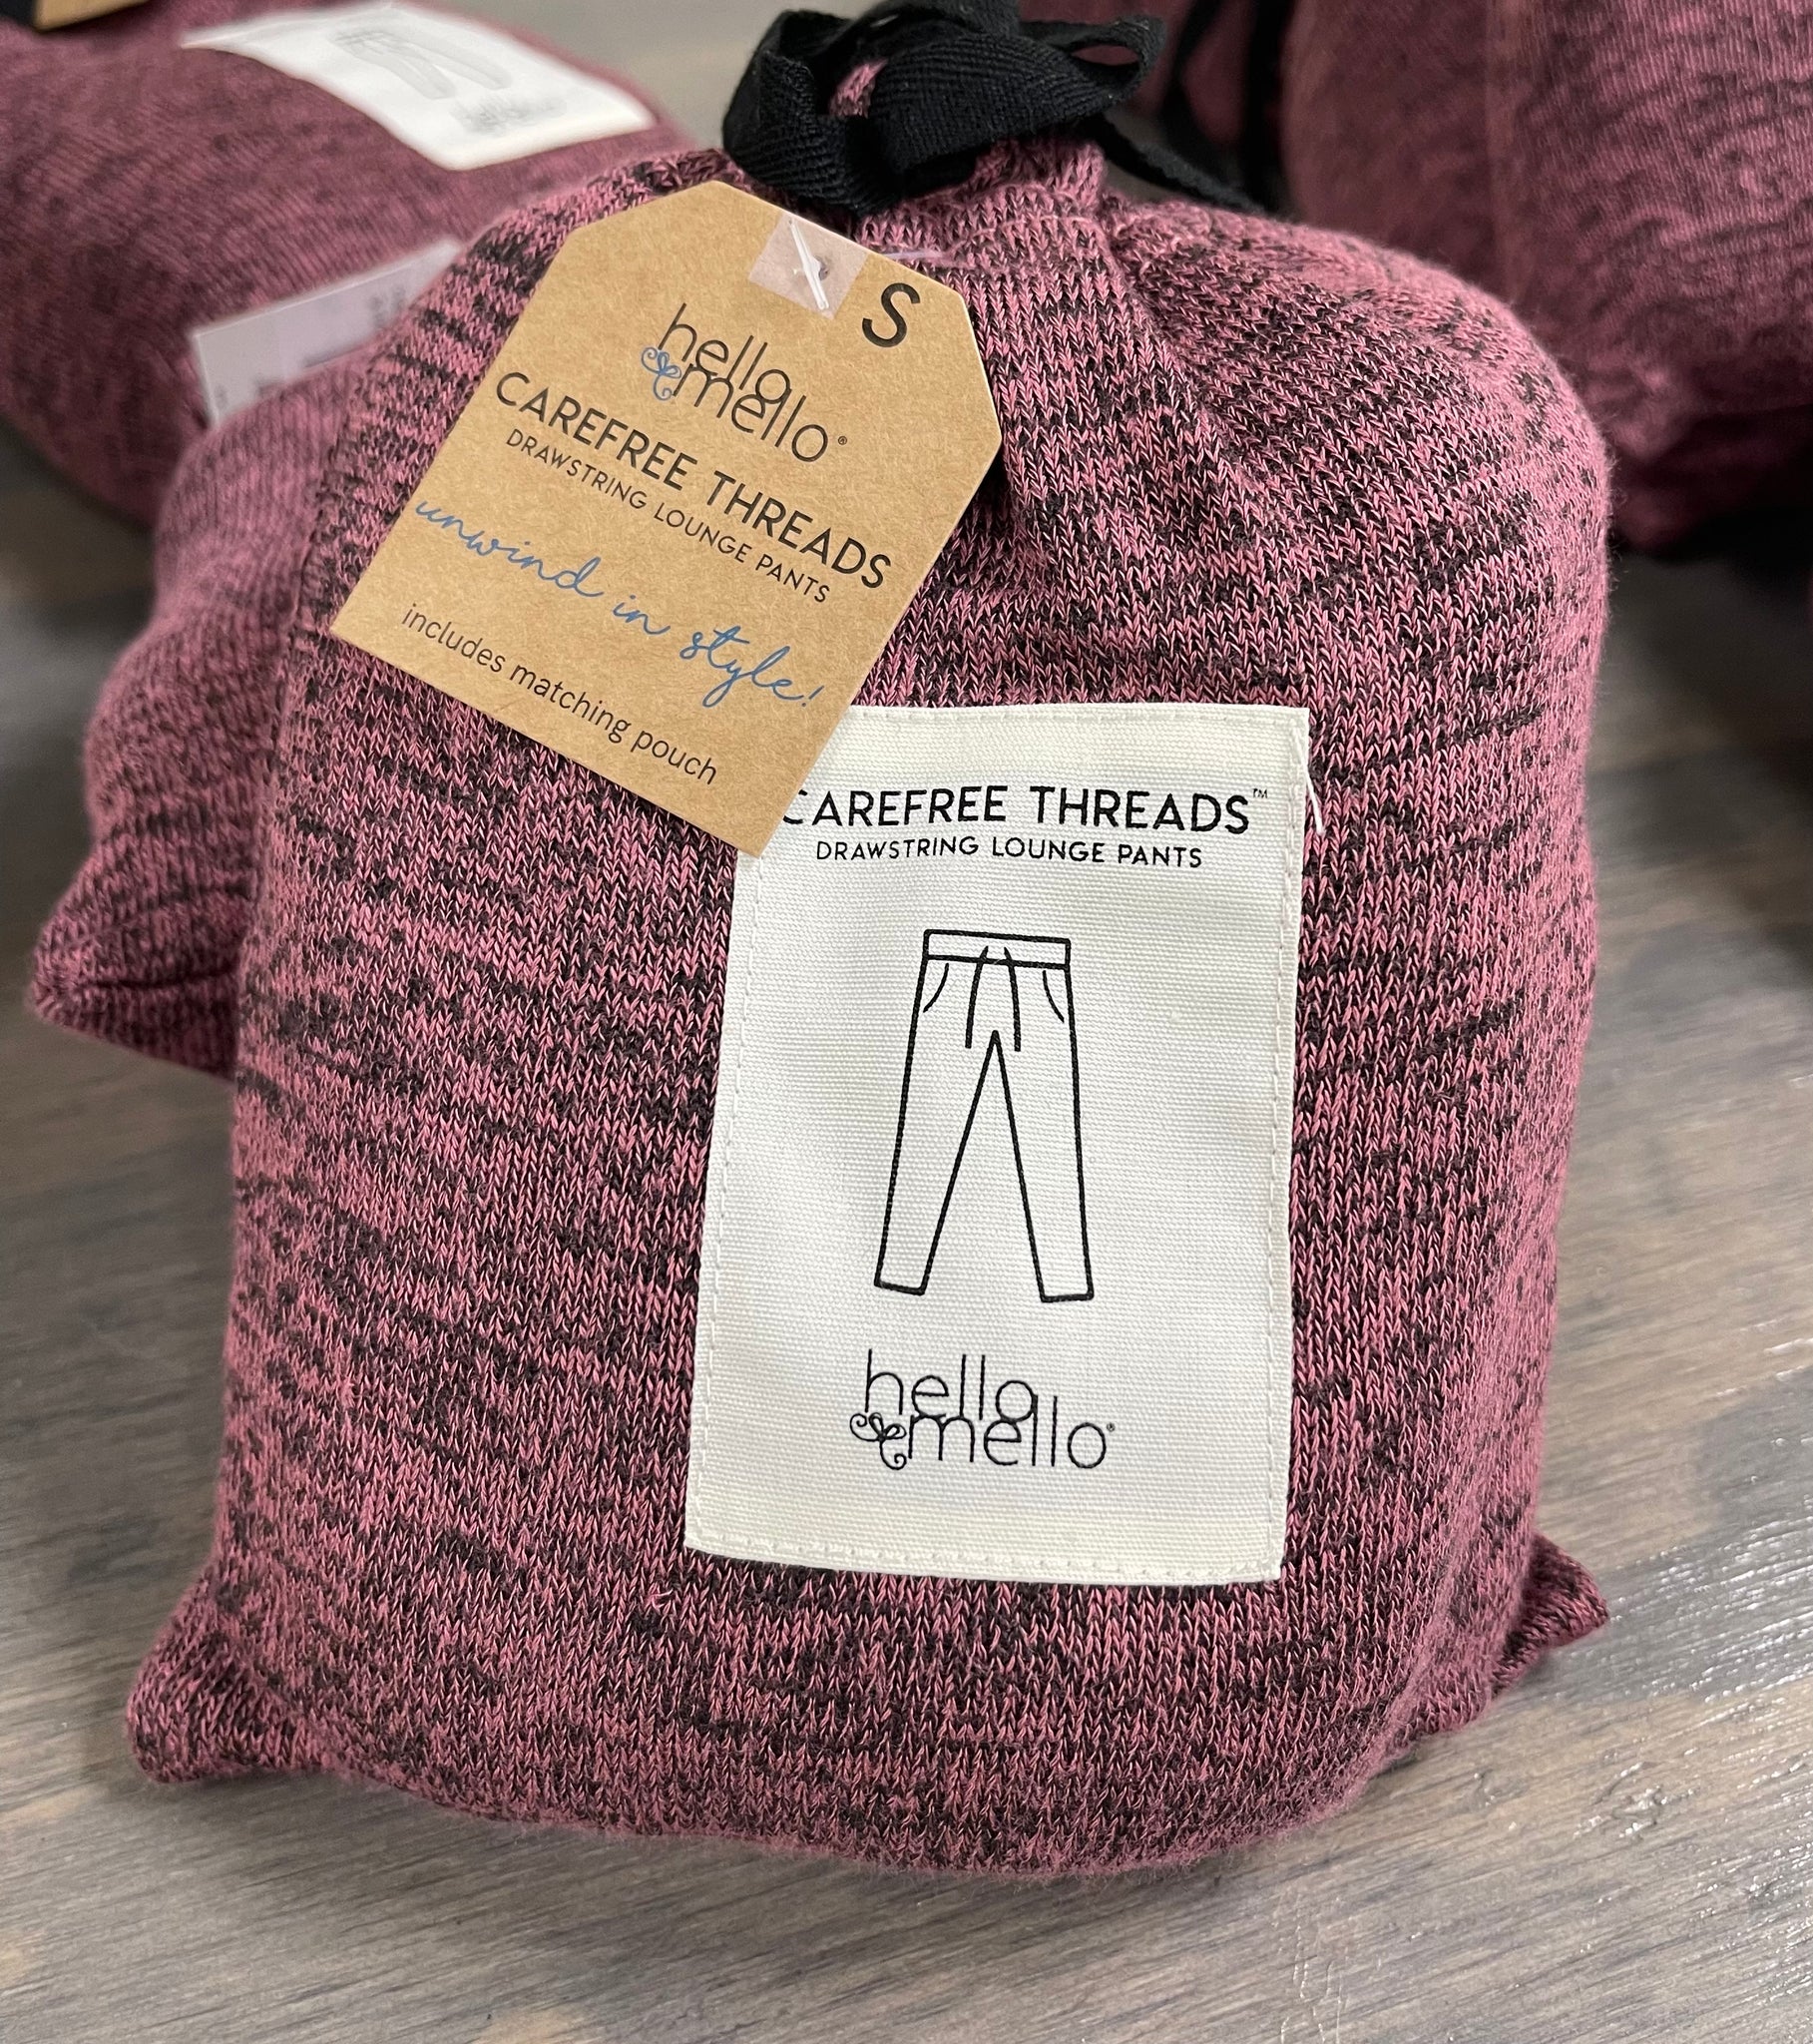 S
hello
mello®
CAREFREE THREADS
DRAWSTRING LOUNGE PANTS
unwind in style!
includes matching pouch
CAREFREE THREADS™
DRAWSTRING LOUNGE PANTS
hello
mello®